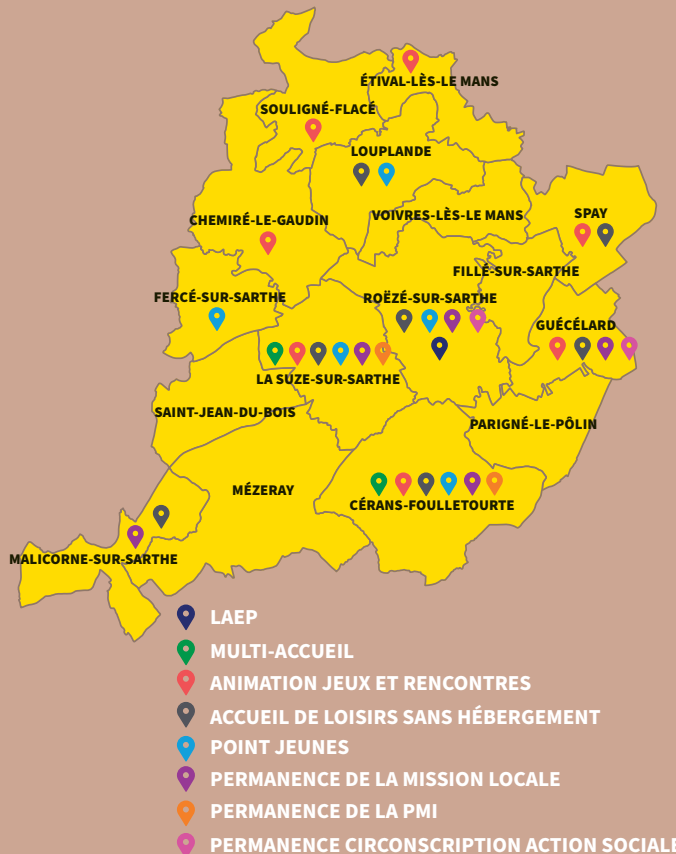 ÉTIVAL-LÈS-LE MANS
SOULIGNÉ-FLACÉ
LOUPLANDE
CHEMIRÉ-LE-GAUDIN
VOIVRES-LÈS-LE MANS
SPAY
FILLÉ-SUR-SARTHE
FERCÉ-SUR-SARTHE
ROËZÉ-SUR-SARTHE
GUÉCÉLARD
LA SUZE-SUR-SARTHE
SAINT-JEAN-DU-BOIS
PARIGNÉ-LE-PÔLIN
MÉZERAY
CÉRANS-FOULLETOURTE
MALICORNE-SUR-SARTHE
LAEP
MULTI-ACCUEIL
ANIMATION JEUX ET RENCONTRES
ACCUEIL DE LOISIRS SANS HÉBERGEMENT
POINT JEUNES
PERMANENCE DE LA MISSION LOCALE
PERMANENCE DE LA PMI
PERMANENCE CIRCONSCRIPTION ACTION SOCIALE